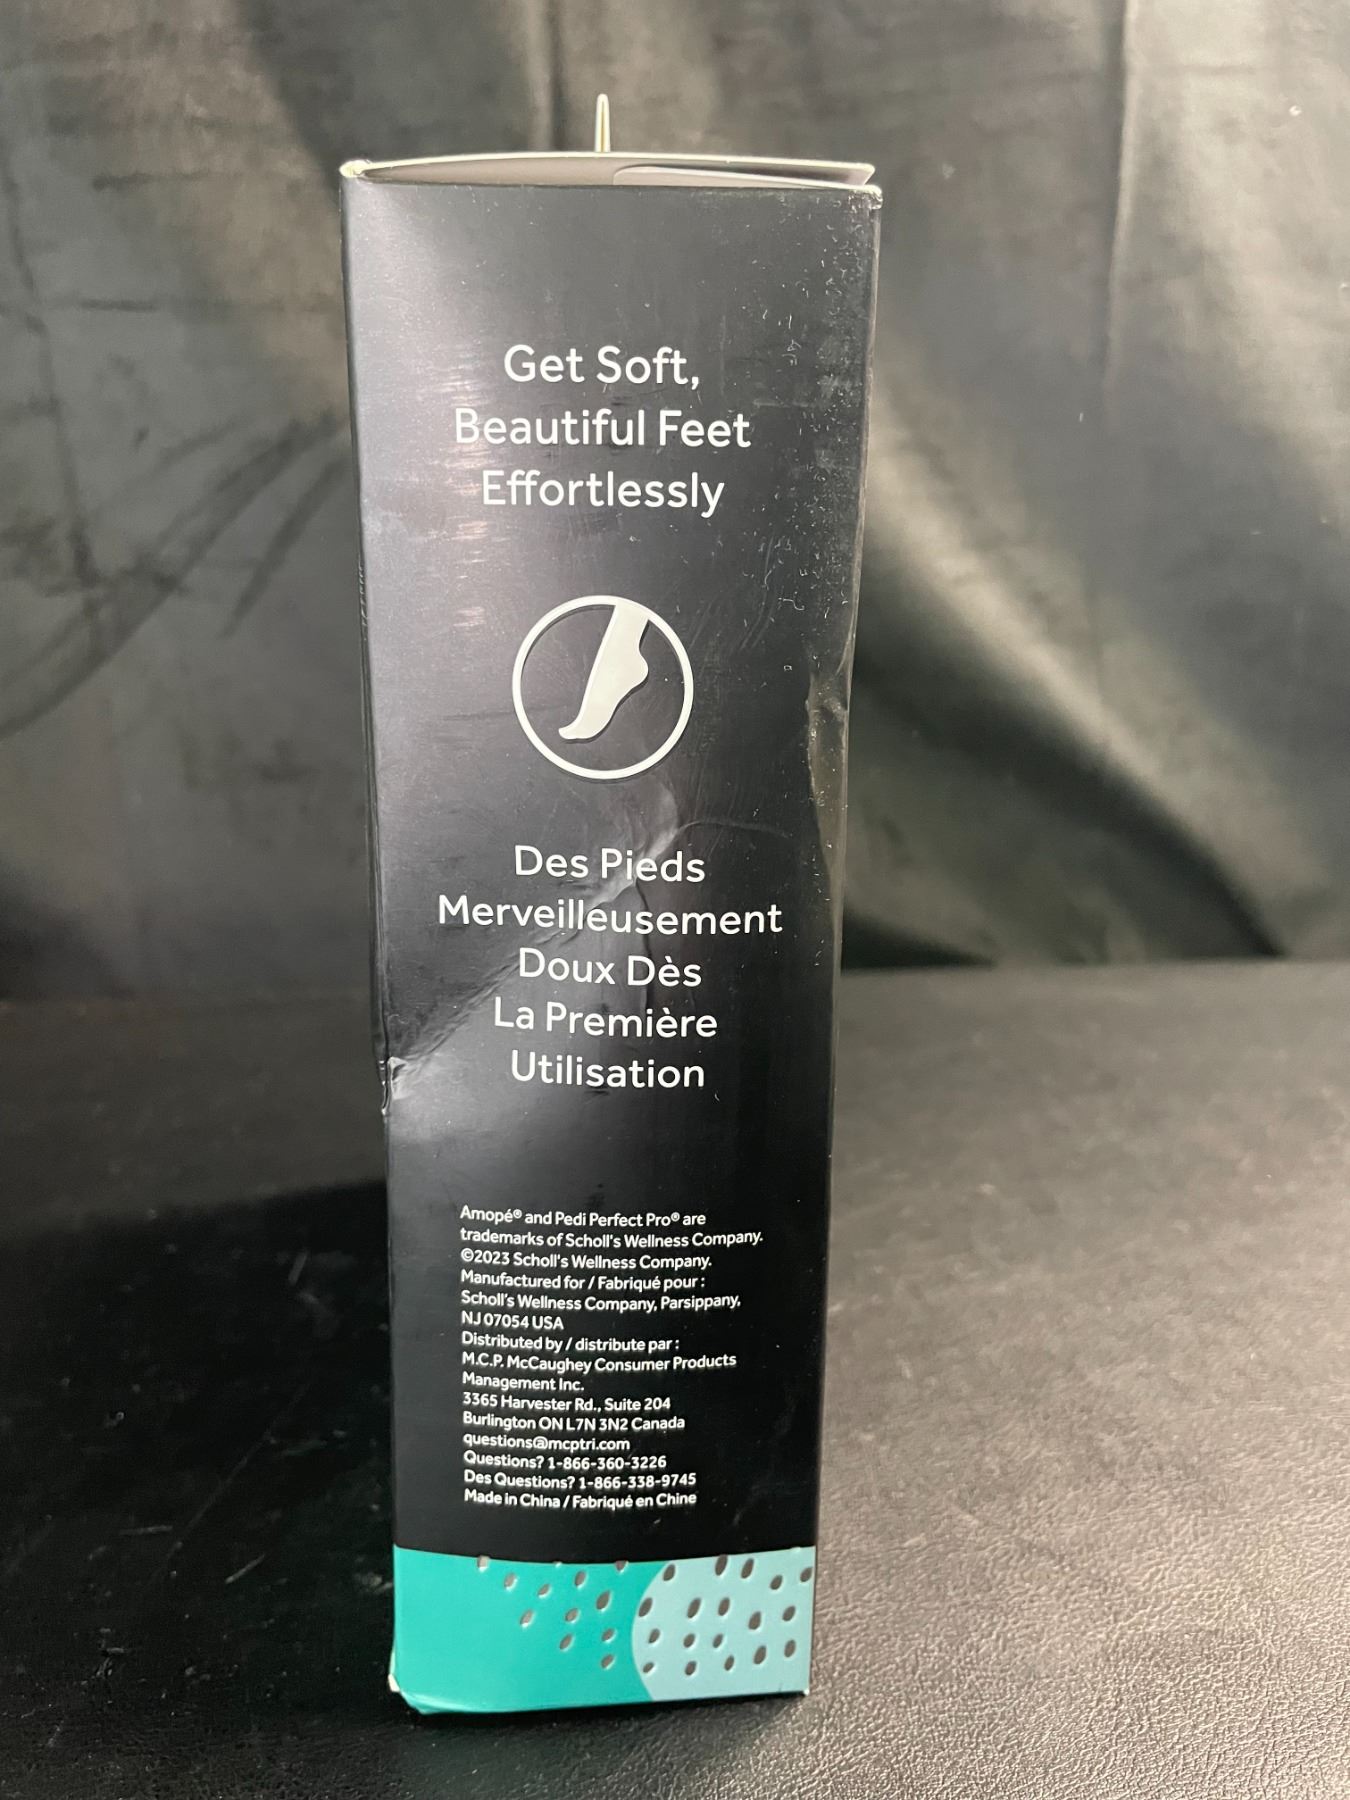 Get Soft,
Beautiful Feet
Effortlessly
Des Pieds
Merveilleusement
Doux Dès
La Première
Utilisation
Amopé® and Pedi Perfect Pro® are
trademarks of Scholl's Wellness Company.
©2023 Scholl's Wellness Company.
Manufactured for / Fabriqué pour :
Scholl's Wellness Company, Parsippany,
NJ 07054 USA
Distributed by / distribute par :
M.C.P. McCaughey Consumer Products
Management Inc.
3365 Harvester Rd., Suite 204
Burlington ON L7N 3N2 Canada
questions@mcptri.com
Questions? 1-866-360-3226
Des Questions? 1-866-338-9745
Made in China / Fabriqué en Chine